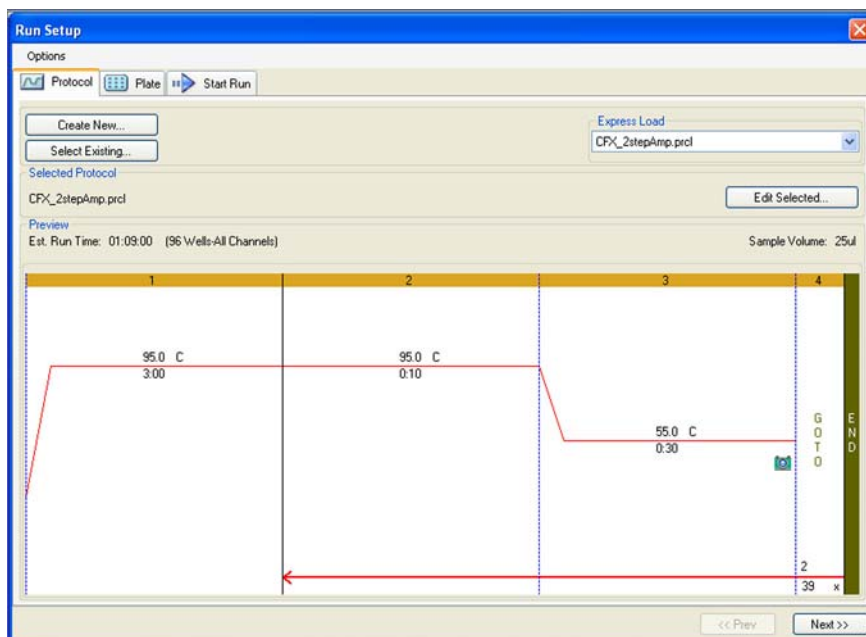 Run Setup
Options
Protocol Plate Start Run
Create New...
Select Existing...
Express Load
CFX_2stepAmp.prcl
Selected Protocol
CFX_2stepAmp.prcl
Edit Selected...
Preview
Est. Run Time: 01:09:00 (96 Wells-All Channels) Sample Volume: 25ul
1 2 3 4
95.0 C
3:00
95.0 C
0:10
55.0 C
0:30
GOTO
END
2
39 x
<< Prev Next >>